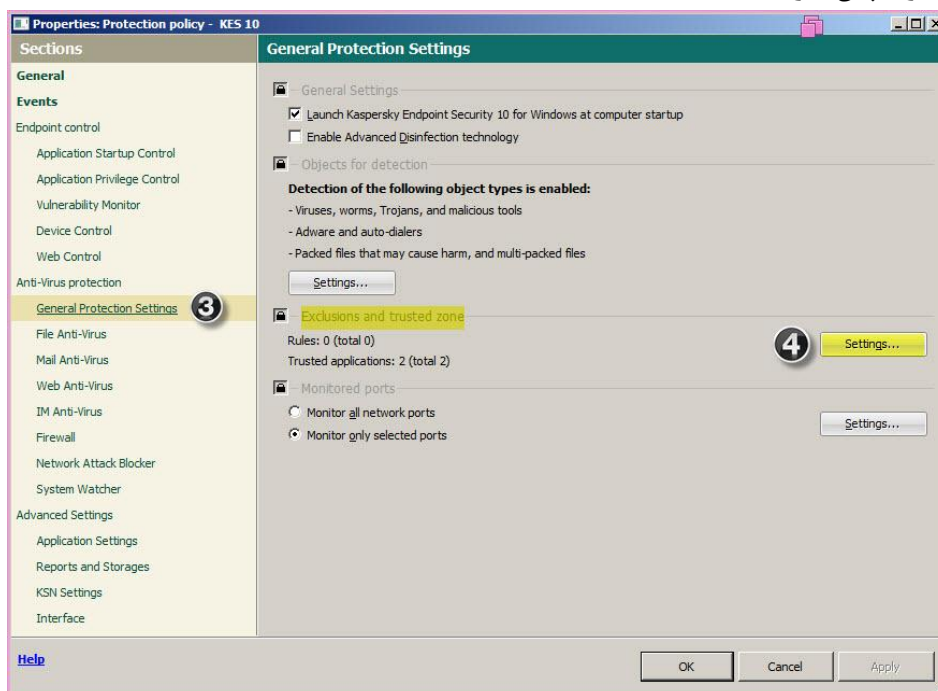 Properties: Protection policy - KES 10
Sections
General
Events
Endpoint control
Application Startup Control
Application Privilege Control
Vulnerability Monitor
Device Control
Web Control
Anti-Virus protection
General Protection Settings
3
File Anti-Virus
Mail Anti-Virus
Web Anti-Virus
IM Anti-Virus
Firewall
Network Attack Blocker
System Watcher
Advanced Settings
Application Settings
Reports and Storages
KSN Settings
Interface
General Protection Settings
General Settings
Launch Kaspersky Endpoint Security 10 for Windows at computer startup
Enable Advanced Disinfection technology
Objects for detection
Detection of the following object types is enabled:
- Viruses, worms, Trojans, and malicious tools
- Adware and auto-dialers
- Packed files that may cause harm, and multi-packed files
Settings...
Exclusions and trusted zone
Rules: 0 (total 0)
Trusted applications: 2 (total 2)
4
Settings...
Monitored ports
Monitor all network ports
Monitor only selected ports
Settings...
Help
OK
Cancel
Apply